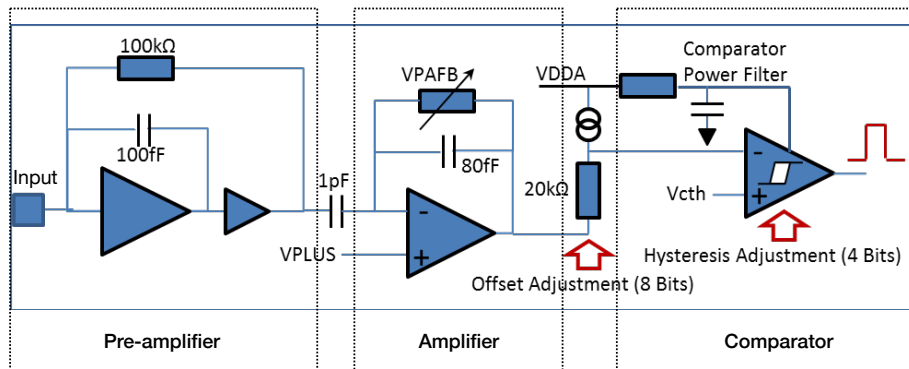 100kΩ
100fF
Input
1pF
VPAFB
80fF
-
+
VPLUS
VDDA
20kΩ
Offset Adjustment (8 Bits)
Comparator
Power Filter
-
+
Vcth
Hysteresis Adjustment (4 Bits)
Pre-amplifier
Amplifier
Comparator